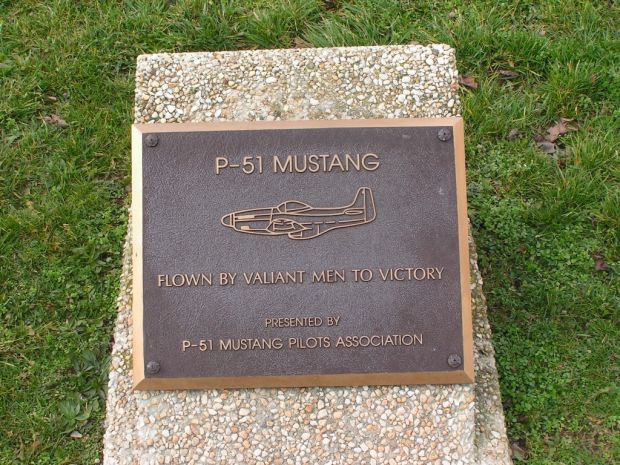 P-51 MUSTANG
FLOWN BY VALIANT MEN TO VICTORY
PRESENTED BY
P-51 MUSTANG PILOTS ASSOCIATION